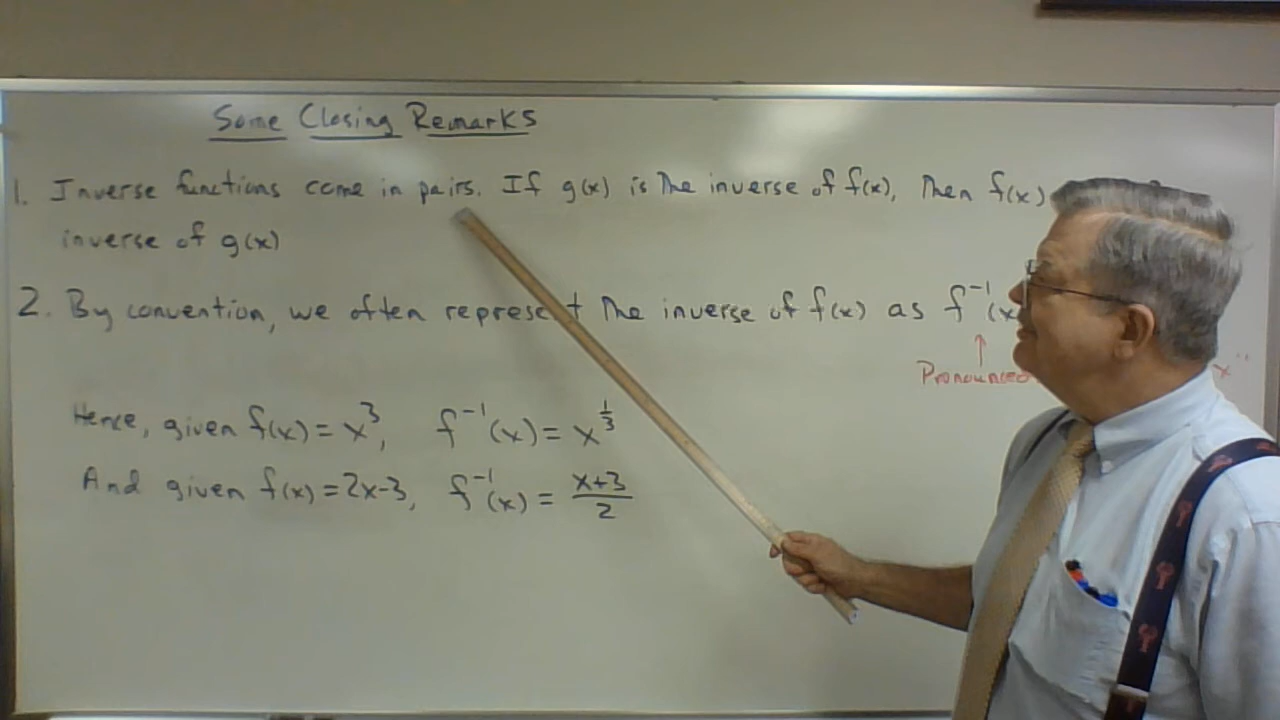 Some Closing Remarks
1. Inverse functions come in pairs. If g(x) is The inverse of f(x), Then f(x)
inverse of g(x)
2. By convention, we often represe t The inverse of f(x) as f⁻¹(x
↑
Pronounced x"
Hence, given f(x) = x³, f⁻¹(x) = x^(1/3)
And given f(x) = 2x-3, f⁻¹(x) = (x+3)/2